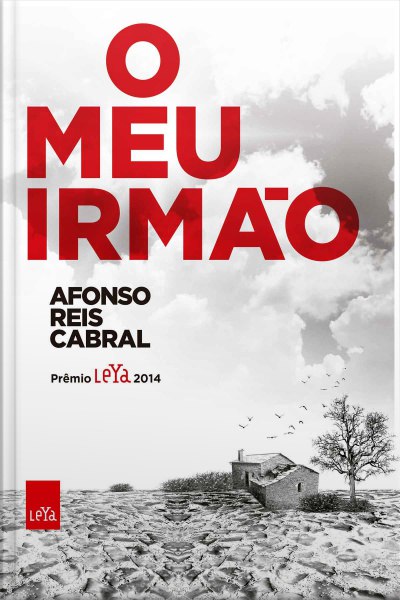 O
MEU
IRMÃO
AFONSO
REIS
CABRAL
Prêmio LeYa 2014
LeYa